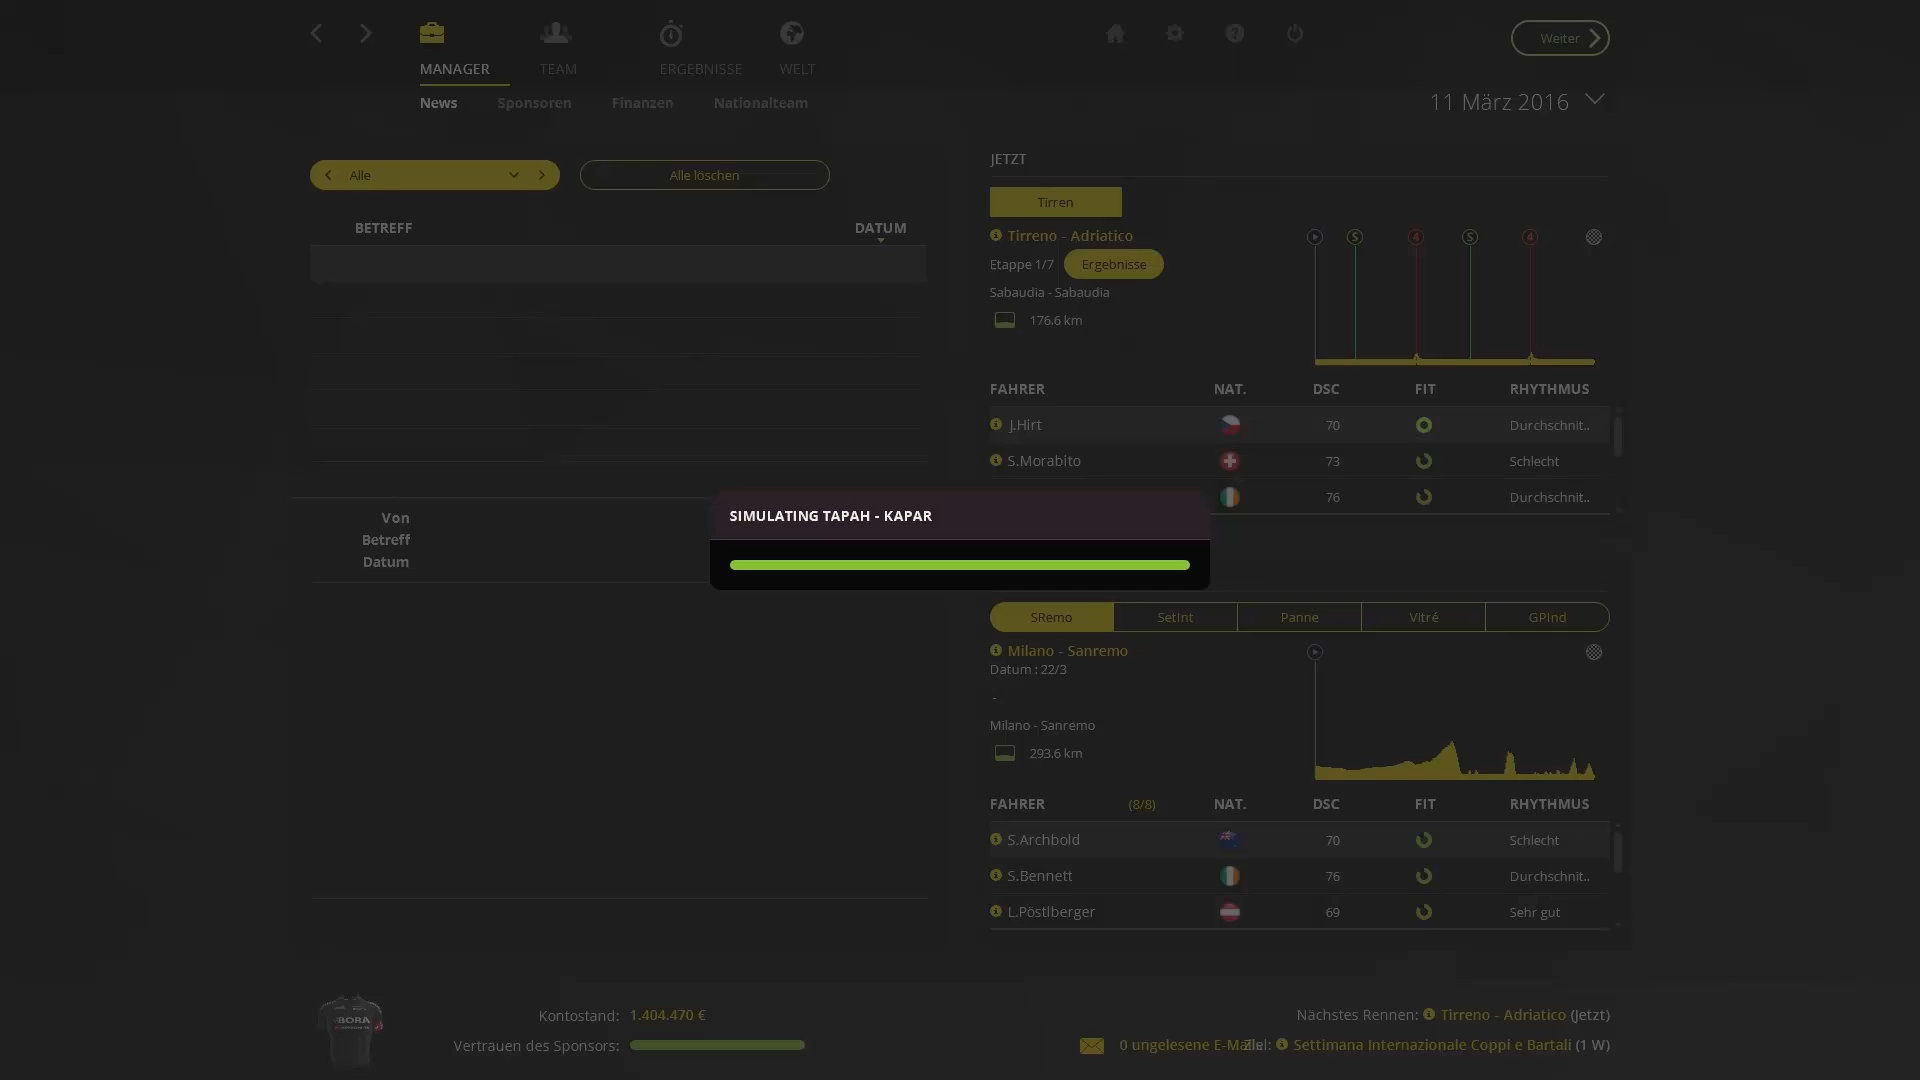 Weiter
MANAGER TEAM ERGEBNISSE WELT
News Sponsoren Finanzen Nationalteam
11 März 2016
Alle Alle löschen
BETREFF DATUM
Von
Betreff
Datum
JETZT
Tirren
Tirreno - Adriatico
Etappe 1/7 Ergebnisse
Sabaudia - Sabaudia
176.6 km
S 4 S 4
FAHRER NAT. DSC FIT RHYTHMUS
J.Hirt 70 Durchschnit..
S.Morabito 73 Schlecht
76 Durchschnit..
SIMULATING TAPAH - KAPAR
SRemo SetInt Panne Vitré GPInd
Milano - Sanremo
Datum : 22/3
-
Milano - Sanremo
293.6 km
FAHRER (8/8) NAT. DSC FIT RHYTHMUS
S.Archbold 70 Schlecht
S.Bennett 76 Durchschnit..
L.Pöstlberger 69 Sehr gut
BORA
Kontostand: 1.404.470 €
Vertrauen des Sponsors:
Nächstes Rennen: Tirreno - Adriatico (Jetzt)
0 ungelesene E-Mails Ziel: Settimana Internazionale Coppi e Bartali (1 W)